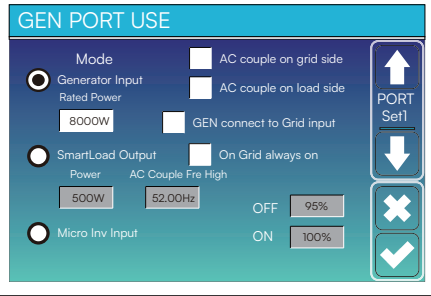 GEN PORT USE
Mode
AC couple on grid side
Generator Input
AC couple on load side
Rated Power
8000W
GEN connect to Grid input
PORT
Set1
SmartLoad Output
On Grid always on
Power
AC Couple Fre High
500W
52.00Hz
OFF
95%
Micro Inv Input
ON
100%